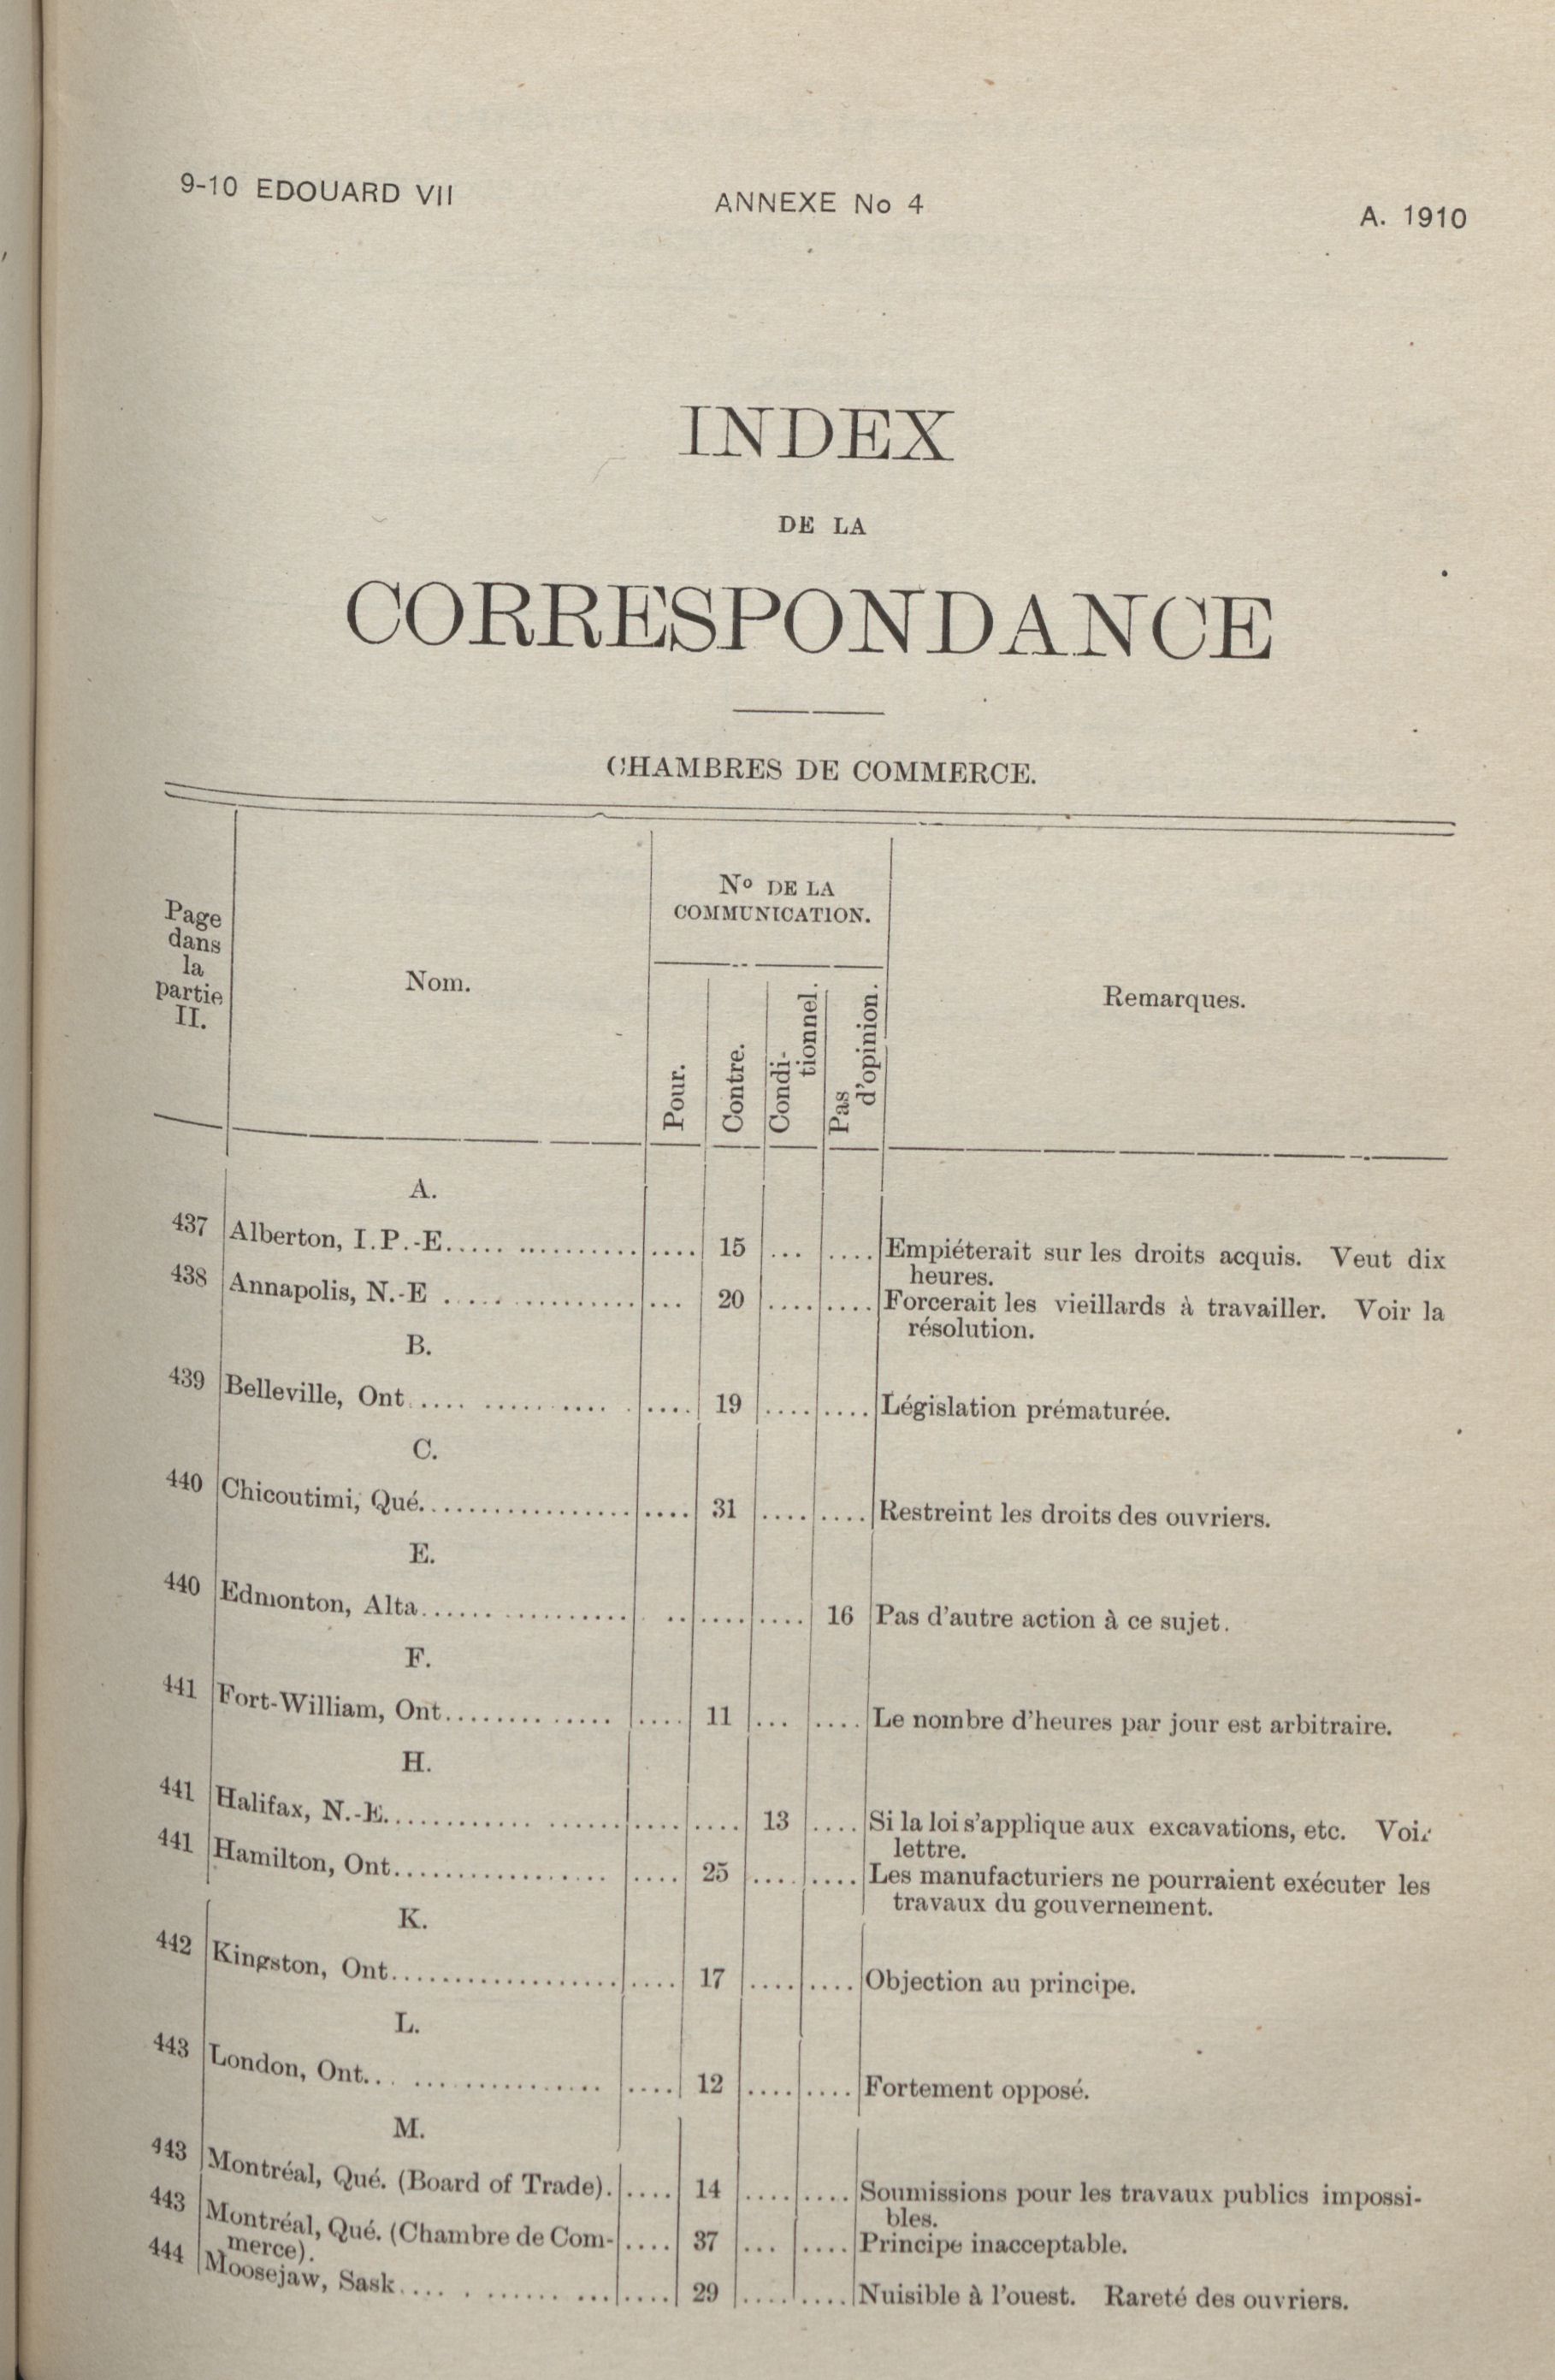 9-10 EDOUARD VII ANNEXE No 4 A. 1910
INDEX
DE LA
CORRESPONDANCE
CHAMBRES DE COMMERCE.
Page
dans
la
partie
II.
Nom.
No DE LA
COMMUNICATION.
Pour.
Contre.
Condi-
tionnel.
Pas
d'opinion.
Remarques.
A.
437 Alberton, I.P.-E..... ............ .... 15 ... .... Empiéterait sur les droits acquis. Veut dix
heures.
438 Annapolis, N.-E ..... ............ ... 20 .... .... Forcerait les vieillards à travailler. Voir la
résolution.
B.
439 Belleville, Ont..... ............ .... 19 .... .... Législation prématurée.
C.
440 Chicoutimi, Qué.................. .... 31 .... .... Restreint les droits des ouvriers.
E.
440 Edmonton, Alta...... ............ .. .... .... 16 Pas d'autre action à ce sujet.
F.
441 Fort-William, Ont............. .... 11 ... .... Le nombre d'heures par jour est arbitraire.
H.
441 Halifax, N.-E............ ...... .... .... 13 .... Si la loi s'applique aux excavations, etc. Voir
lettre.
441 Hamilton, Ont................. .... 25 .... .... Les manufacturiers ne pourraient exécuter les
travaux du gouvernement.
K.
442 Kingston, Ont.................. .... 17 .... .... Objection au principe.
L.
443 London, Ont... ................ .... 12 .... .... Fortement opposé.
M.
443 Montréal, Qué. (Board of Trade). .... 14 .... .... Soumissions pour les travaux publics impossi-
bles.
443 Montréal, Qué. (Chambre de Com- .... 37 ... .... Principe inacceptable.
merce).
444 Moosejaw, Sask.... . ...... ... .... 29 .... .... Nuisible à l'ouest. Rareté des ouvriers.